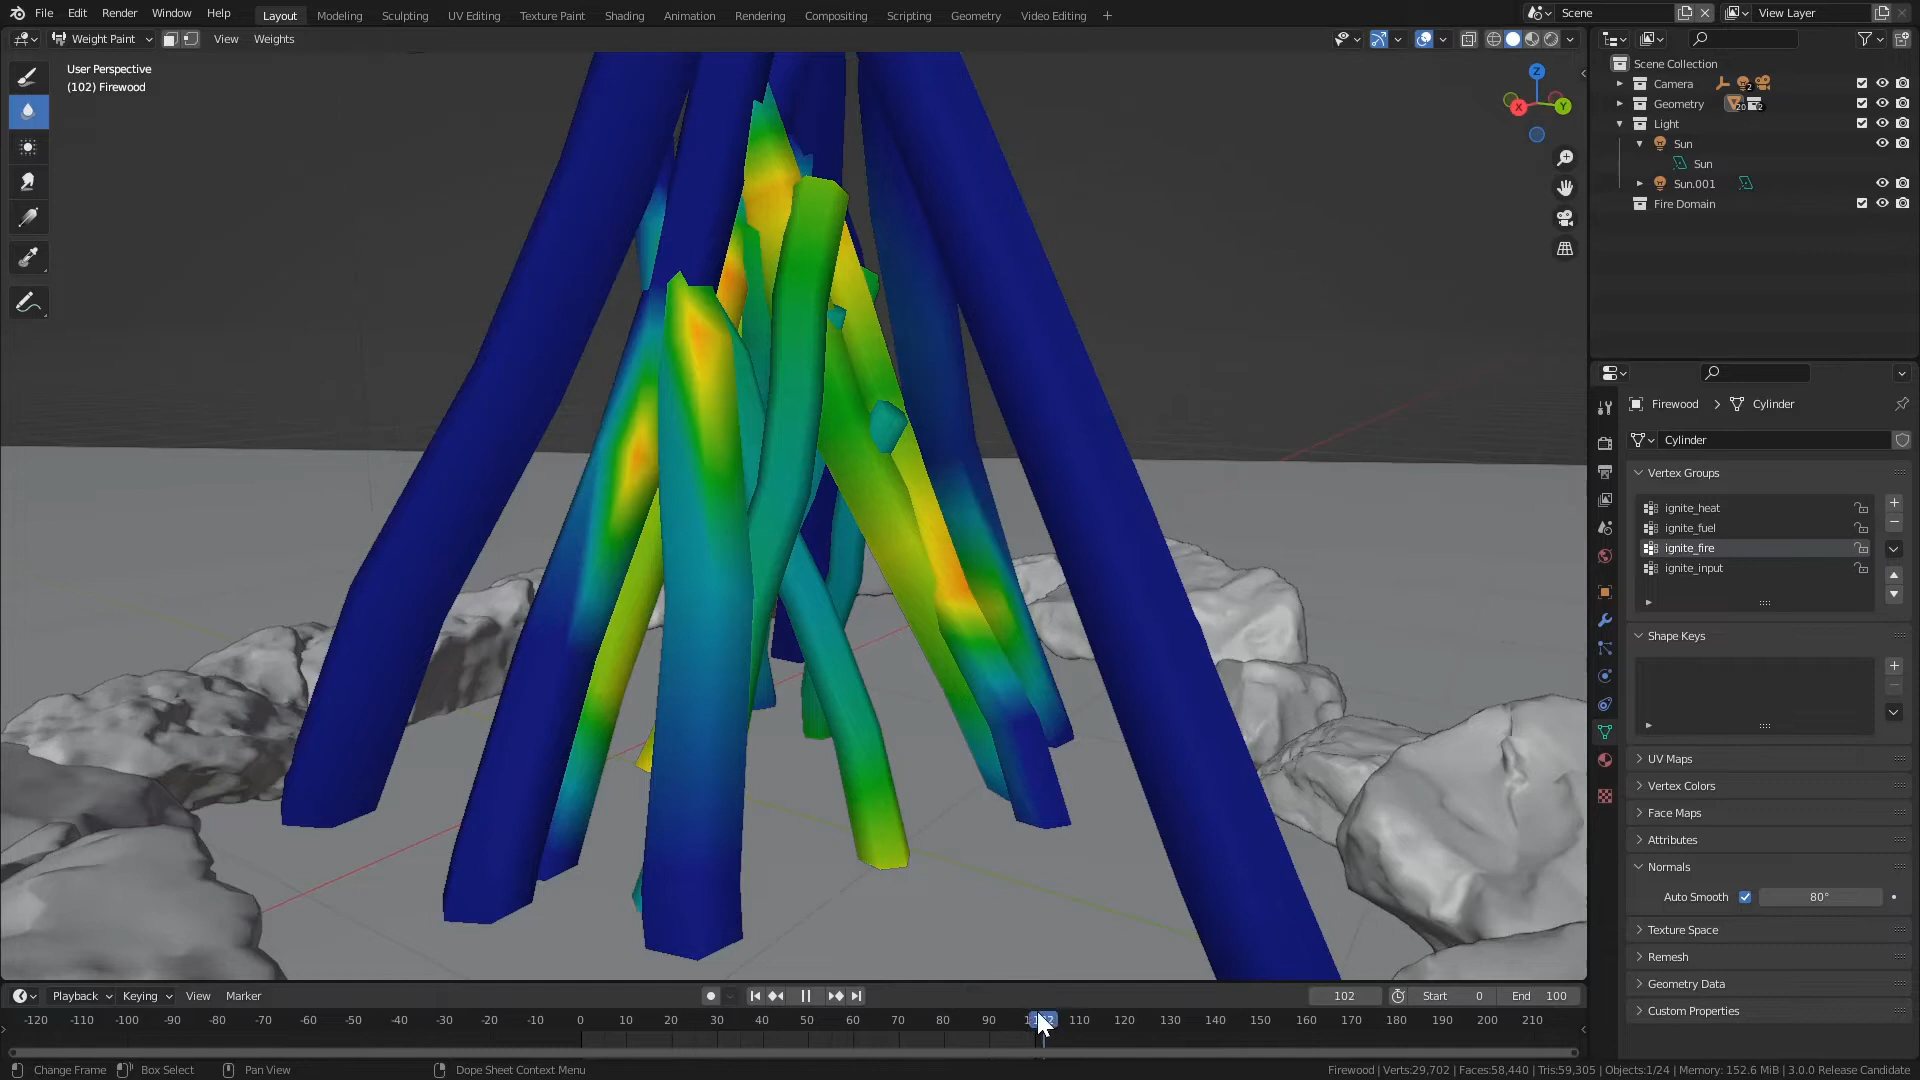 File Edit Render Window Help
Layout Modeling Sculpting UV Editing Texture Paint Shading Animation Rendering Compositing Scripting Geometry Video Editing +
Scene
View Layer
Weight Paint View Weights
User Perspective
(102) Firewood
Z
X
Y
Scene Collection
Camera 2
Geometry 20 2
Light
Sun
Sun
Sun.001
Fire Domain
Firewood > Cylinder
Cylinder
Vertex Groups
ignite_heat
ignite_fuel
ignite_fire
ignite_input
Shape Keys
UV Maps
Vertex Colors
Face Maps
Attributes
Normals
Auto Smooth 80°
Texture Space
Remesh
Geometry Data
Custom Properties
Playback Keying View Marker
102 Start 0 End 100
-120 -110 -100 -90 -80 -70 -60 -50 -40 -30 -20 -10 0 10 20 30 40 50 60 70 80 90 110 120 130 140 150 160 170 180 190 200 210
Change Frame Box Select Pan View Dope Sheet Context Menu
Firewood | Verts:29,702 | Faces:58,440 | Tris:59,305 | Objects:1/24 | Memory: 152.6 MiB | 3.0.0 Release Candidate